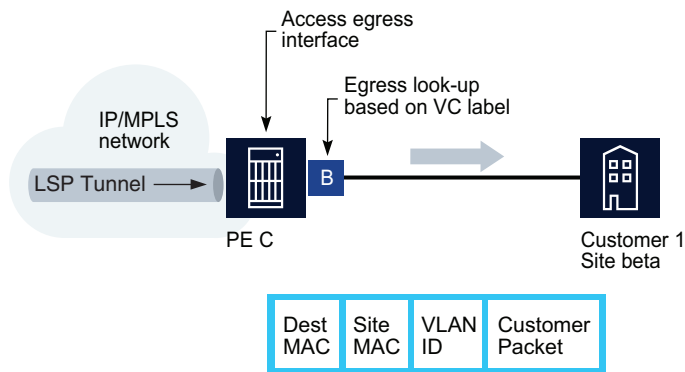 Access egress
interface
Egress look-up
based on VC label
IP/MPLS
network
LSP Tunnel
B
PE C
Customer 1
Site beta
Dest
MAC
Site
MAC
VLAN
ID
Customer
Packet